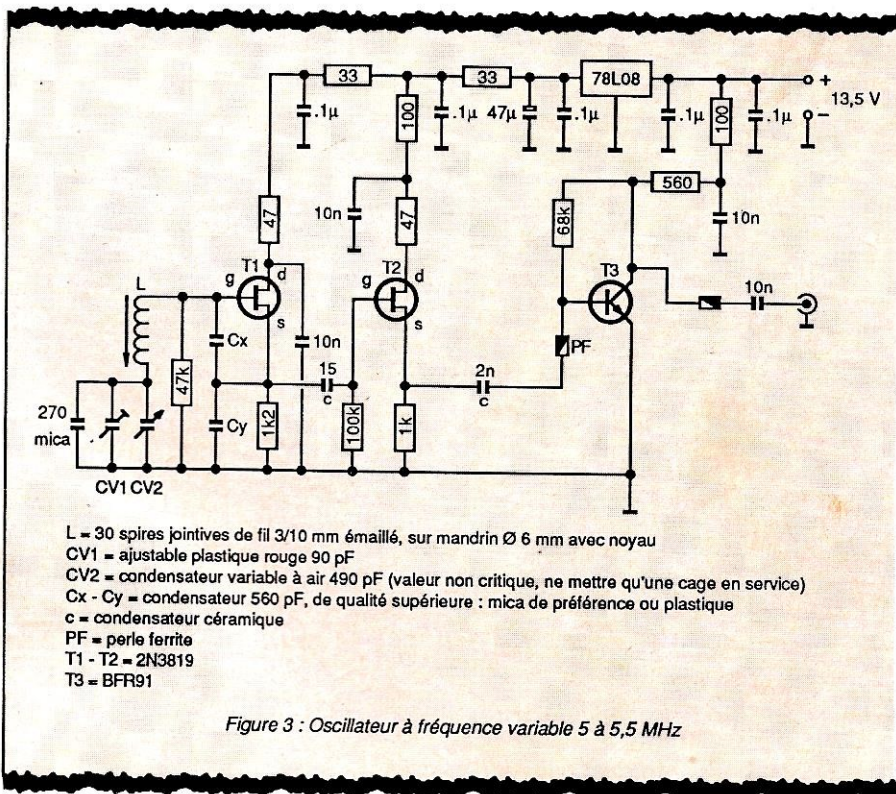 33
33
78L08
+
.1µ
100
.1µ
47µ
.1µ
.1µ
100
.1µ
13,5 V
–
560
47
10n
47
68k
10n
T1
T2
T3
g
d
g
d
L
s
s
10n
Cx
10n
PF
47k
15
2n
270
c
c
mica
Cy
1k2
100k
1k
CV1 CV2
L = 30 spires jointives de fil 3/10 mm émaillé, sur mandrin Ø 6 mm avec noyau
CV1 = ajustable plastique rouge 90 pF
CV2 = condensateur variable à air 490 pF (valeur non critique, ne mettre qu'une cage en service)
Cx - Cy = condensateur 560 pF, de qualité supérieure : mica de préférence ou plastique
c = condensateur céramique
PF = perle ferrite
T1 - T2 = 2N3819
T3 = BFR91
Figure 3 : Oscillateur à fréquence variable 5 à 5,5 MHz